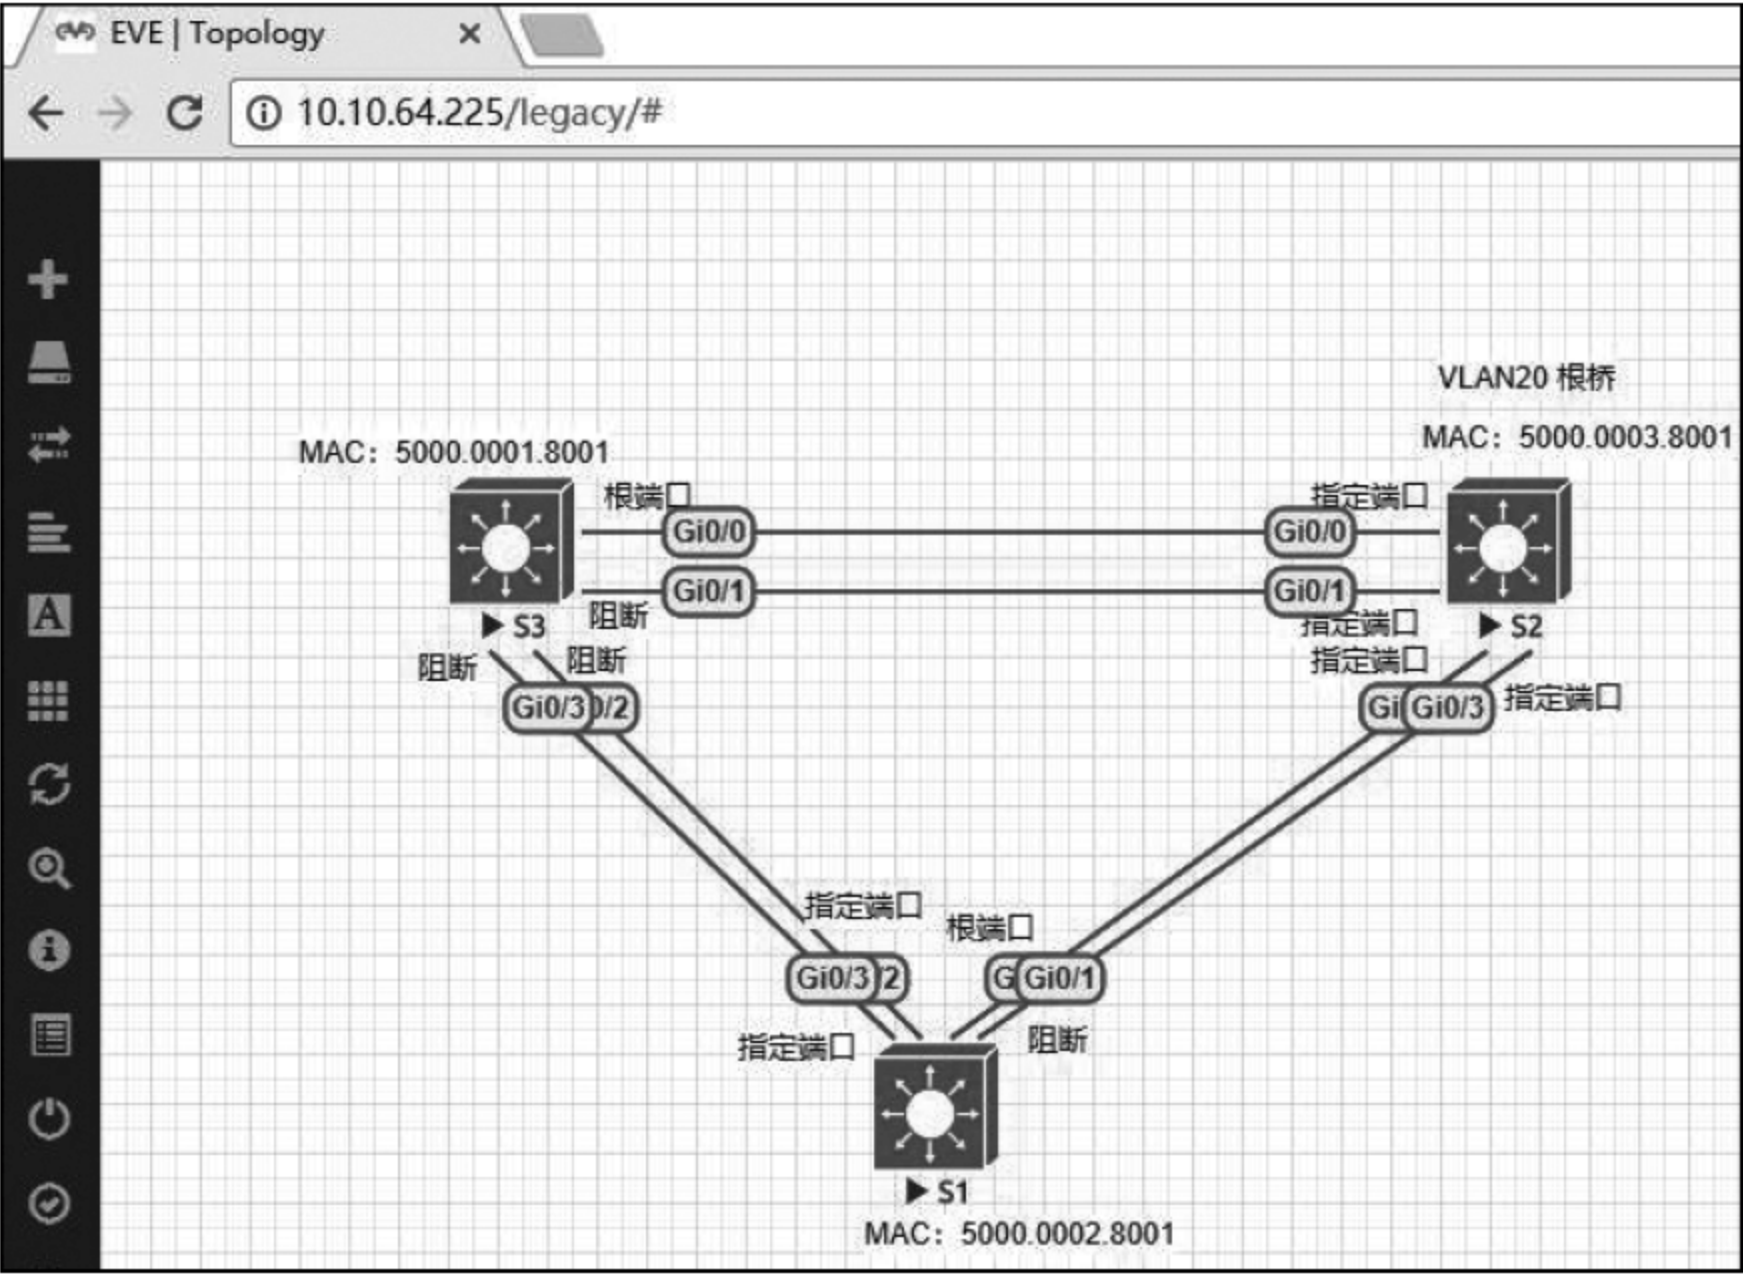 EVE | Topology
10.10.64.225/legacy/#
VLAN20 根桥
MAC：5000.0003.8001
MAC：5000.0001.8001
根端口
指定端口
Gi0/0
Gi0/0
Gi0/1
Gi0/1
阻断
指定端口
S3
S2
阻断
阻断
指定端口
Gi0/3
0/2
Gi
Gi0/3
指定端口
指定端口
根端口
Gi0/3
/2
G
Gi0/1
指定端口
阻断
S1
MAC：5000.0002.8001